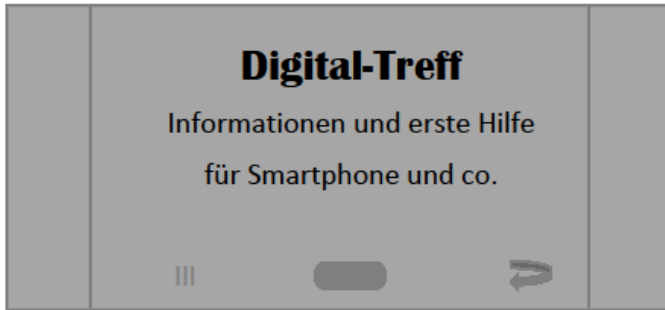 Digital-Treff
Informationen und erste Hilfe
für Smartphone und co.